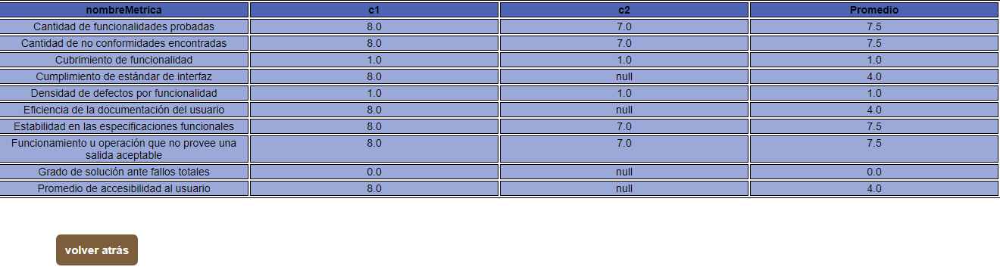 nombreMetrica c1 c2 Promedio
Cantidad de funcionalidades probadas 8.0 7.0 7.5
Cantidad de no conformidades encontradas 8.0 7.0 7.5
Cubrimiento de funcionalidad 1.0 1.0 1.0
Cumplimiento de estándar de interfaz 8.0 null 4.0
Densidad de defectos por funcionalidad 1.0 1.0 1.0
Eficiencia de la documentación del usuario 8.0 null 4.0
Estabilidad en las especificaciones funcionales 8.0 7.0 7.5
Funcionamiento u operación que no provee una 8.0 7.0 7.5
salida aceptable
Grado de solución ante fallos totales 0.0 null 0.0
Promedio de accesibilidad al usuario 8.0 null 4.0
volver atrás